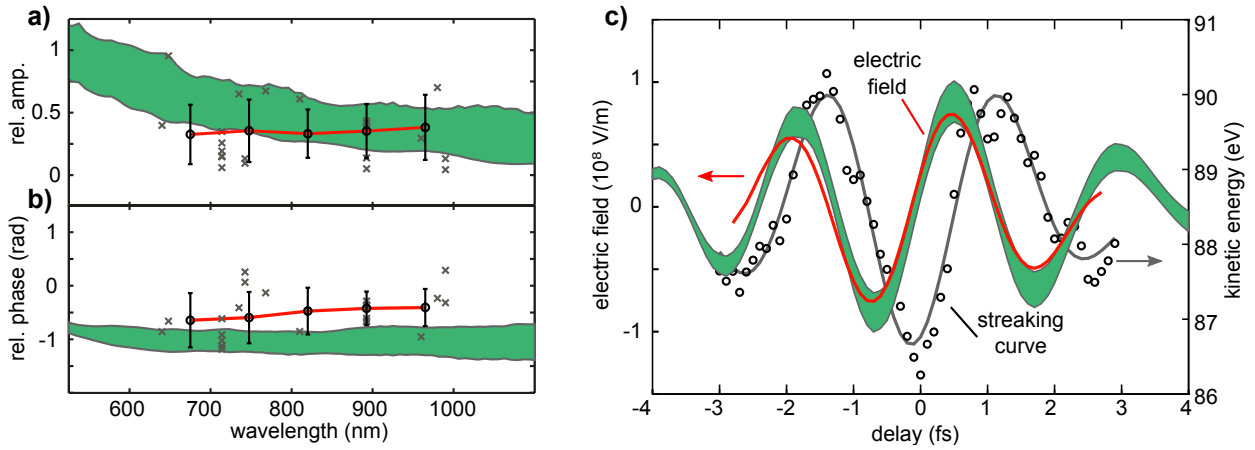 a)
rel. amp.
1
0.5
0
b)
rel. phase (rad)
0
-1
600
700
800
900
1000
wavelength (nm)
c)
electric field (10⁸ V/m)
1
0
-1
electric
field
streaking
curve
-4
-3
-2
-1
0
1
2
3
4
delay (fs)
91
90
89
88
87
86
kinetic energy (eV)